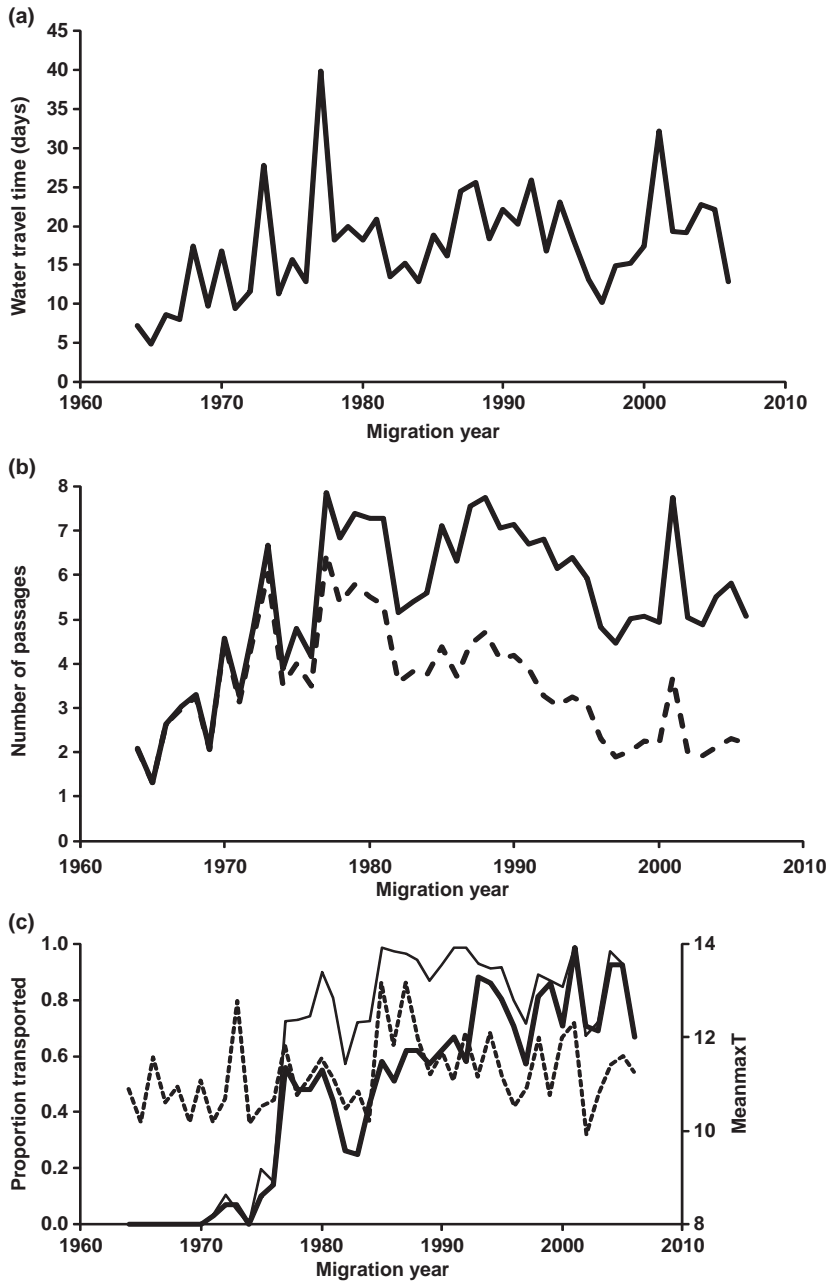 (a)
45
40
35
30
25
20
15
10
5
0
Water travel time (days)
1960 1970 1980 1990 2000 2010
Migration year
(b)
8
7
6
5
4
3
2
1
0
Number of passages
1960 1970 1980 1990 2000 2010
Migration year
(c)
1.0
0.8
0.6
0.4
0.2
0.0
Proportion transported
14
12
10
8
MeanmaxT
1960 1970 1980 1990 2000 2010
Migration year